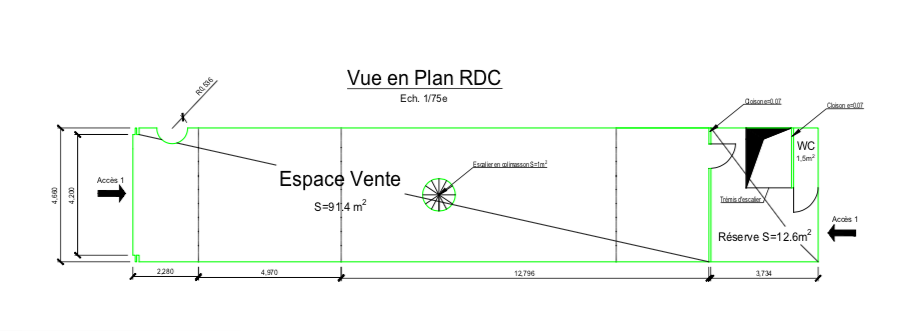 Vue en Plan RDC
Ech. 1/75e
R0,536
Cloison e=0.07
Cloison e=0.07
WC
1,5m²
Escalier en colimasson S=1m²
Espace Vente
S=91.4 m²
Accès 1
4,660
4,200
Trémis d'escalier
Accès 1
Réserve S=12.6m²
2,280
4,970
12,796
3,734